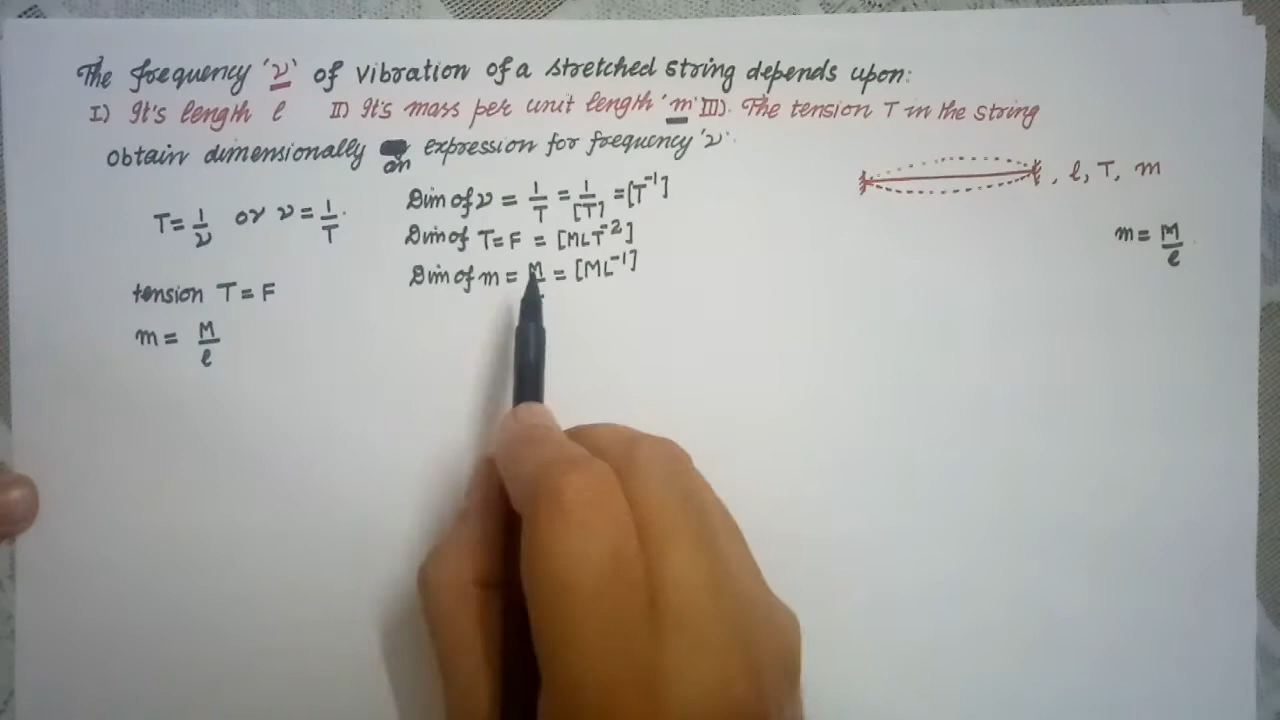 The frequency 'ν' of vibration of a stretched string depends upon:
I) It's length l II) It's mass per unit length 'm' III). The tension T in the string
obtain dimensionally an expression for frequency 'ν'.
, l, T, m
m = M/l
T = 1/ν or ν = 1/T.
tension T = F
m = M/l
Dim of ν = 1/T = 1/[T] = [T⁻¹]
Dim of T = F = [MLT⁻²]
Dim of m = M = [ML⁻¹]